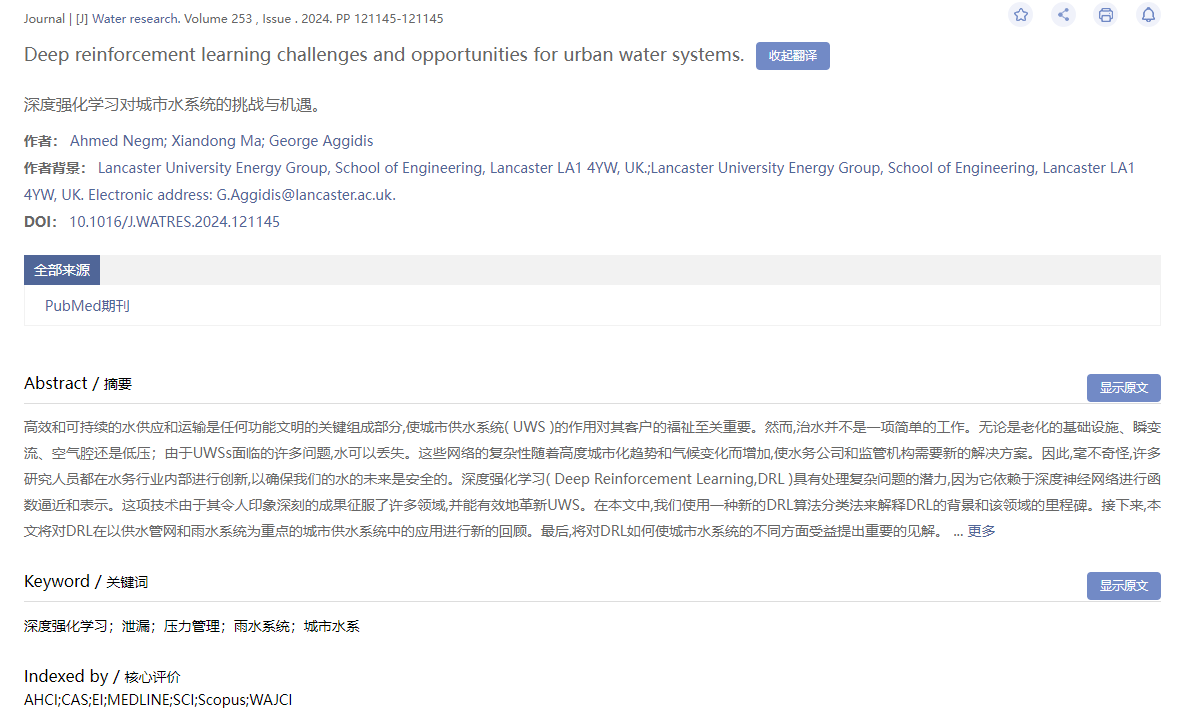 Journal | [J] Water research. Volume 253 , Issue . 2024. PP 121145-121145
Deep reinforcement learning challenges and opportunities for urban water systems. 收起翻译
深度强化学习对城市水系统的挑战与机遇。
作者： Ahmed Negm; Xiandong Ma; George Aggidis
作者背景： Lancaster University Energy Group, School of Engineering, Lancaster LA1 4YW, UK.;Lancaster University Energy Group, School of Engineering, Lancaster LA1
4YW, UK. Electronic address: G.Aggidis@lancaster.ac.uk.
DOI： 10.1016/J.WATRES.2024.121145
全部来源
PubMed期刊
Abstract / 摘要
显示原文
高效和可持续的水供应和运输是任何功能文明的关键组成部分,使城市供水系统( UWS )的作用对其客户的福祉至关重要。然而,治水并不是一项简单的工作。无论是老化的基础设施、瞬变
流、空气腔还是低压；由于UWSs面临的许多问题,水可以丢失。这些网络的复杂性随着高度城市化趋势和气候变化而增加,使水务公司和监管机构需要新的解决方案。因此,毫不奇怪,许多
研究人员都在水务行业内部进行创新,以确保我们的水的未来是安全的。深度强化学习( Deep Reinforcement Learning,DRL )具有处理复杂问题的潜力,因为它依赖于深度神经网络进行函
数逼近和表示。这项技术由于其令人印象深刻的成果征服了许多领域,并能有效地革新UWS。在本文中,我们使用一种新的DRL算法分类法来解释DRL的背景和该领域的里程碑。接下来,本
文将对DRL在以供水管网和雨水系统为重点的城市供水系统中的应用进行新的回顾。最后,将对DRL如何使城市水系统的不同方面受益提出重要的见解。 ... 更多
Keyword / 关键词
显示原文
深度强化学习；泄漏；压力管理；雨水系统；城市水系
Indexed by / 核心评价
AHCI;CAS;EI;MEDLINE;SCI;Scopus;WAJCI